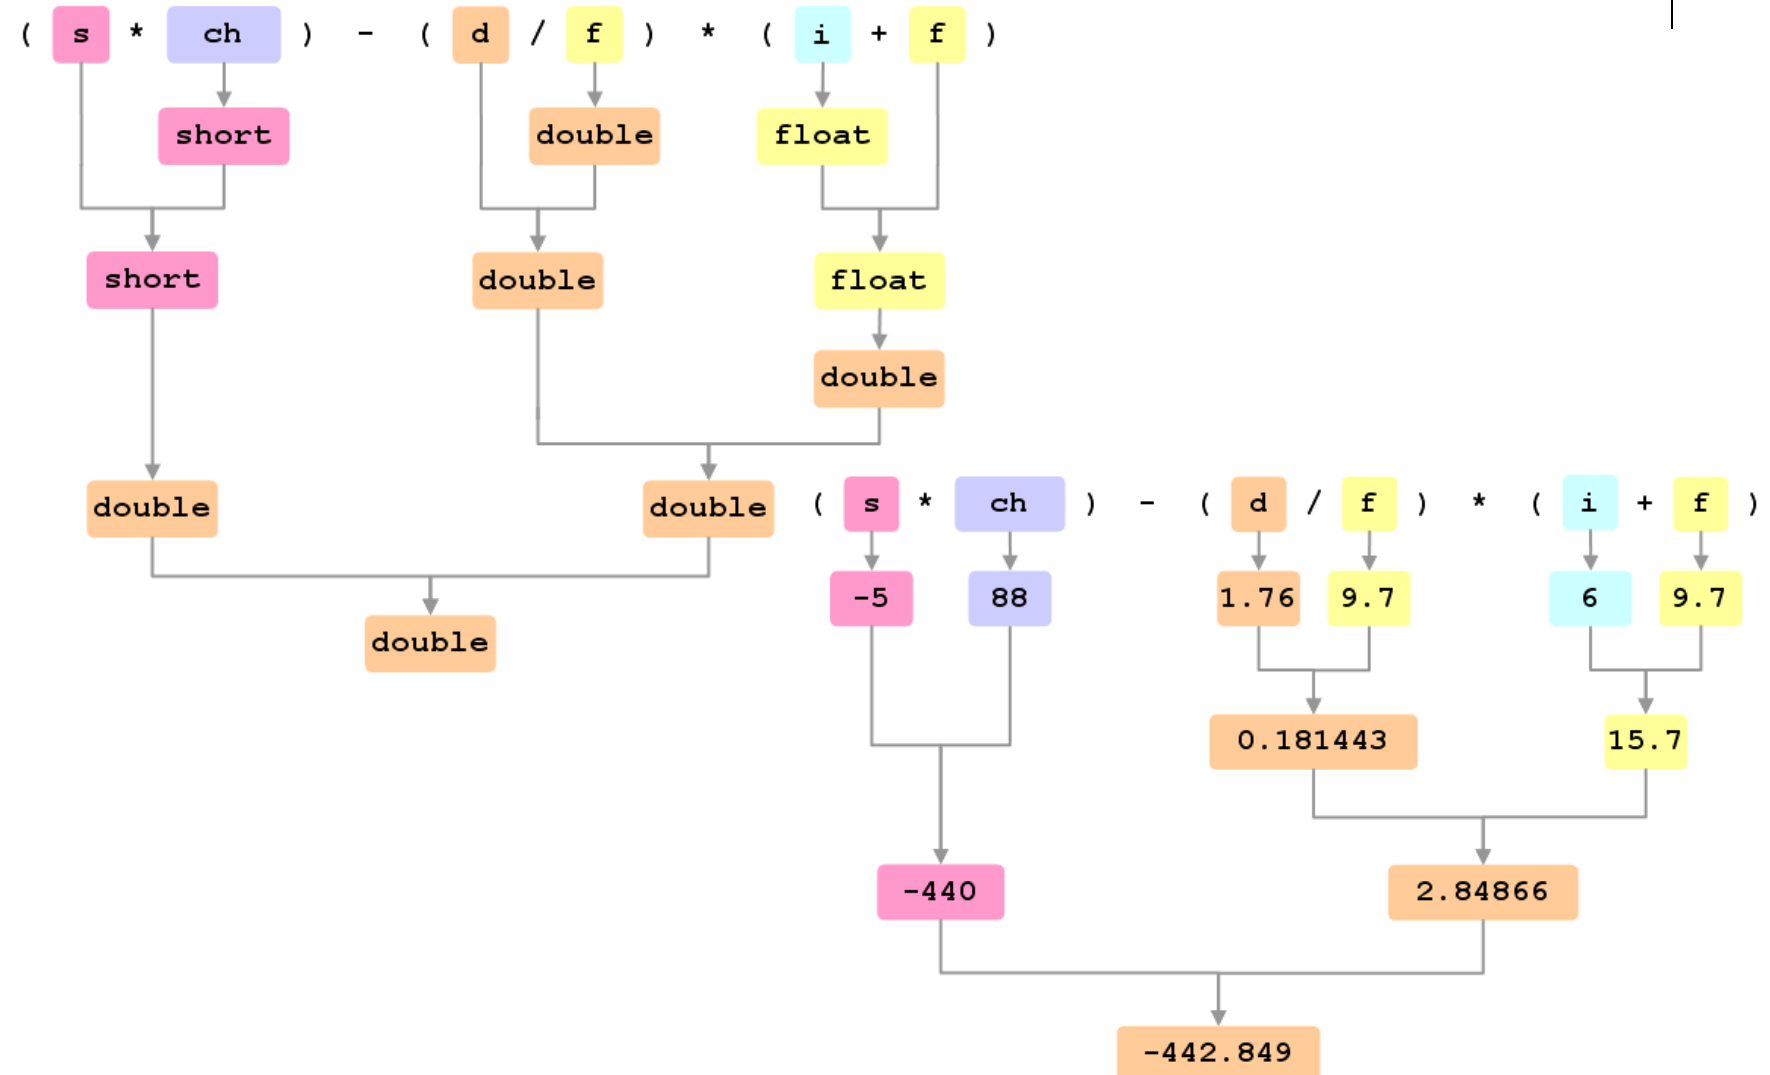 ( s * ch ) - ( d / f ) * ( i + f )
short double float
short double float
double
double double
double
( s * ch ) - ( d / f ) * ( i + f )
-5 88 1.76 9.7 6 9.7
0.181443 15.7
-440 2.84866
-442.849